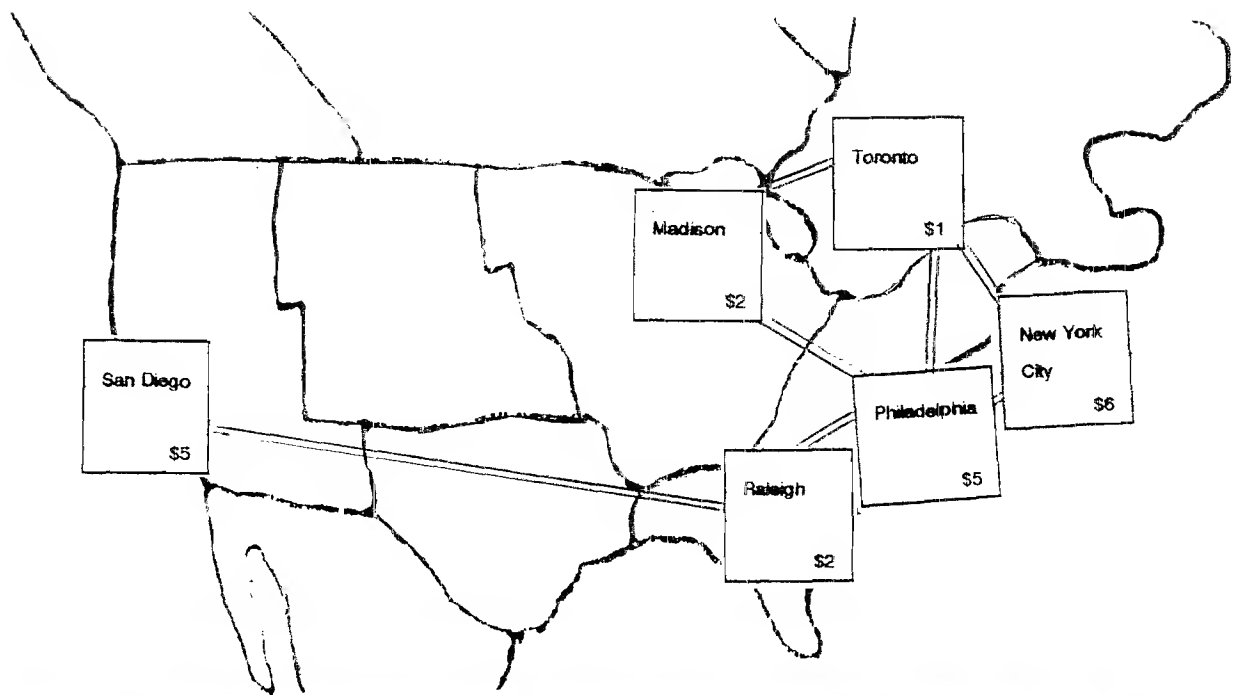 Toronto
$1
Madison
$2
New York
City
$6
San Diego
$5
Philadelphia
$5
Raleigh
$2